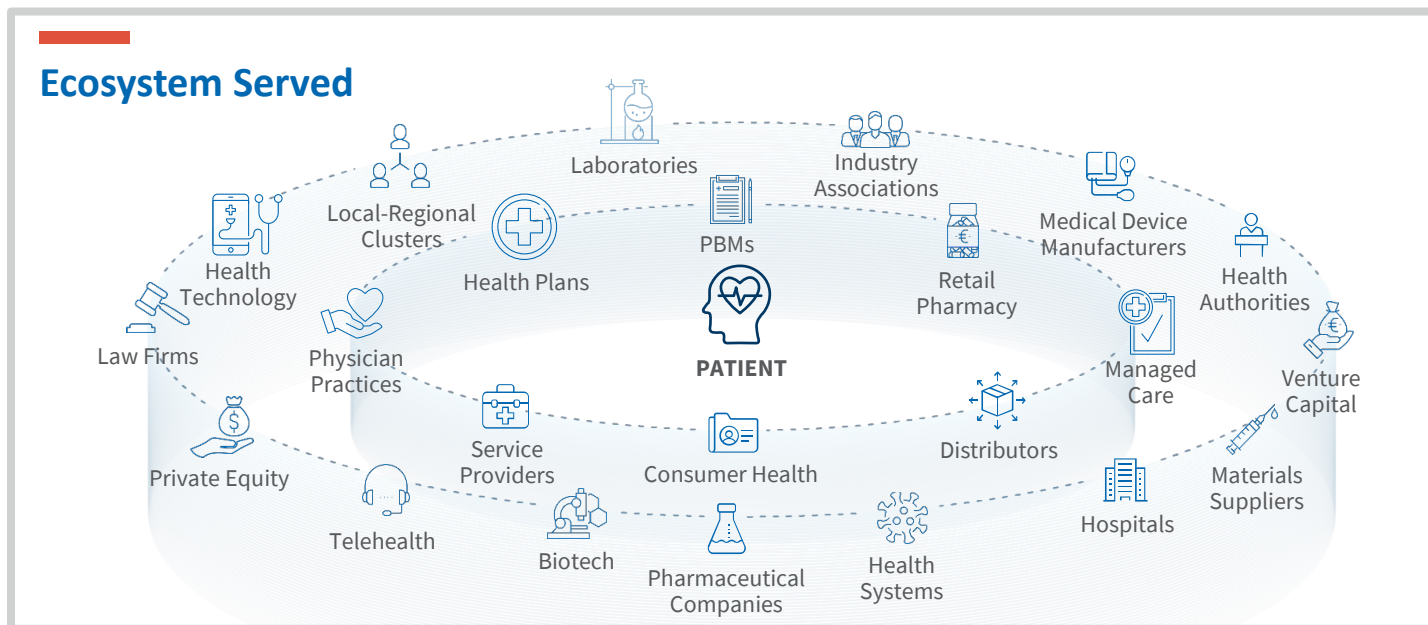 Ecosystem Served
Laboratories
Industry
Associations
Local-Regional
Clusters
Medical Device
Manufacturers
PBMs
Health
Technology
Health Plans
Retail
Pharmacy
Health
Authorities
Law Firms
Physician
Practices
PATIENT
Managed
Care
Venture
Capital
Private Equity
Service
Providers
Consumer Health
Distributors
Materials
Suppliers
Telehealth
Biotech
Pharmaceutical
Companies
Health
Systems
Hospitals